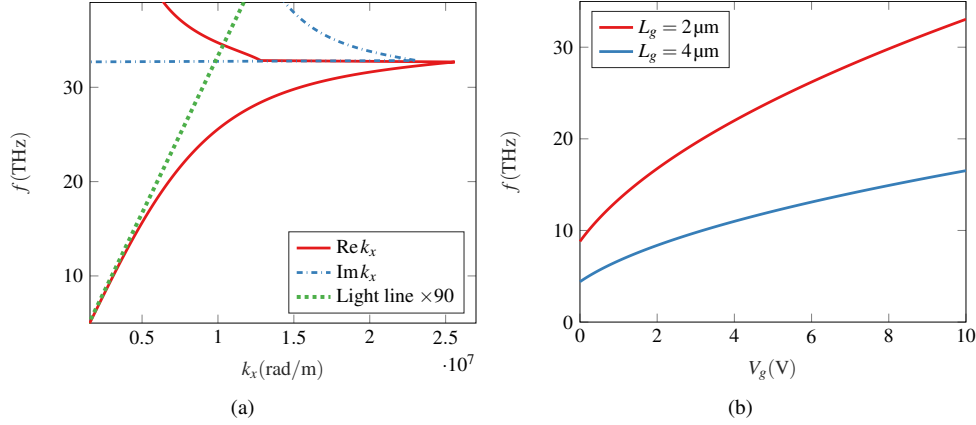 30
20
10
f (THz)
0.5
1
1.5
2
2.5
·10⁷
k_x(rad/m)
Re k_x
Im k_x
Light line ×90
(a)
30
20
10
0
f (THz)
0
2
4
6
8
10
V_g(V)
L_g = 2 µm
L_g = 4 µm
(b)